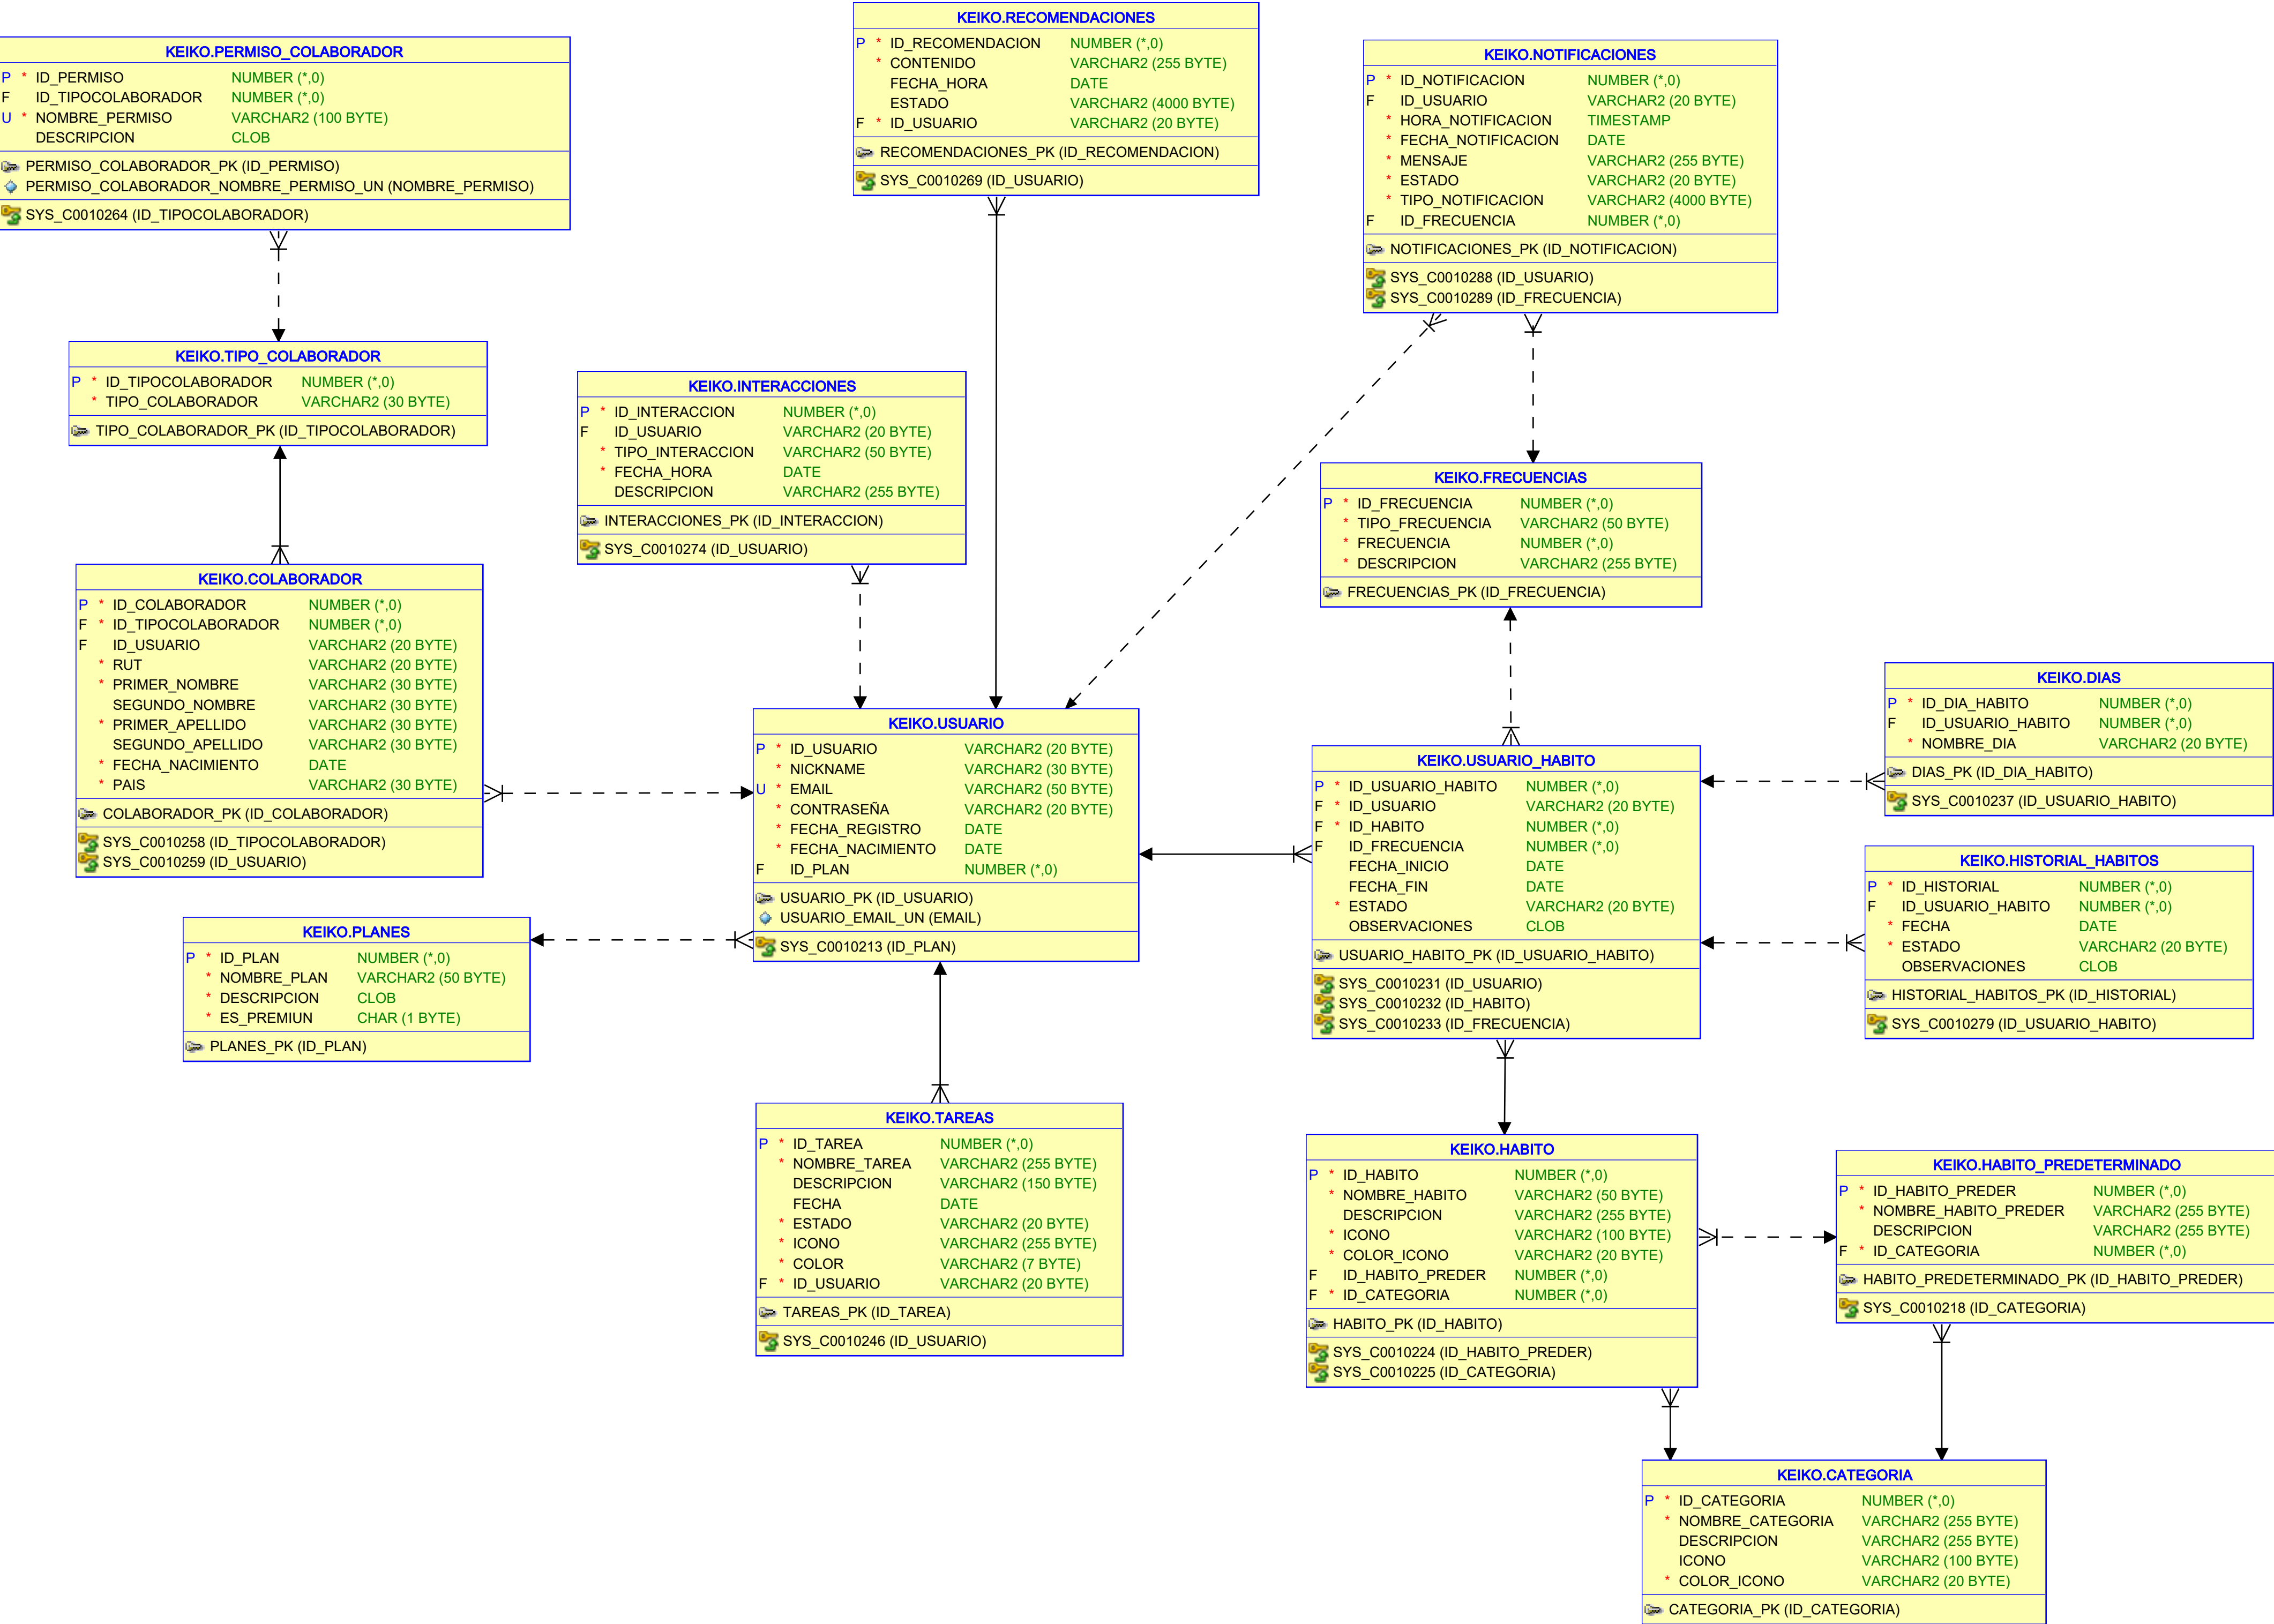 KEIKO.PERMISO_COLABORADOR
P * ID_PERMISO NUMBER (*,0)
F ID_TIPOCOLABORADOR NUMBER (*,0)
U * NOMBRE_PERMISO VARCHAR2 (100 BYTE)
DESCRIPCION CLOB
PERMISO_COLABORADOR_PK (ID_PERMISO)
PERMISO_COLABORADOR_NOMBRE_PERMISO_UN (NOMBRE_PERMISO)
SYS_C0010264 (ID_TIPOCOLABORADOR)
KEIKO.RECOMENDACIONES
P * ID_RECOMENDACION NUMBER (*,0)
* CONTENIDO VARCHAR2 (255 BYTE)
FECHA_HORA DATE
ESTADO VARCHAR2 (4000 BYTE)
F * ID_USUARIO VARCHAR2 (20 BYTE)
RECOMENDACIONES_PK (ID_RECOMENDACION)
SYS_C0010269 (ID_USUARIO)
KEIKO.NOTIFICACIONES
P * ID_NOTIFICACION NUMBER (*,0)
F ID_USUARIO VARCHAR2 (20 BYTE)
* HORA_NOTIFICACION TIMESTAMP
* FECHA_NOTIFICACION DATE
* MENSAJE VARCHAR2 (255 BYTE)
* ESTADO VARCHAR2 (20 BYTE)
* TIPO_NOTIFICACION VARCHAR2 (4000 BYTE)
F ID_FRECUENCIA NUMBER (*,0)
NOTIFICACIONES_PK (ID_NOTIFICACION)
SYS_C0010288 (ID_USUARIO)
SYS_C0010289 (ID_FRECUENCIA)
KEIKO.TIPO_COLABORADOR
P * ID_TIPOCOLABORADOR NUMBER (*,0)
* TIPO_COLABORADOR VARCHAR2 (30 BYTE)
TIPO_COLABORADOR_PK (ID_TIPOCOLABORADOR)
KEIKO.INTERACCIONES
P * ID_INTERACCION NUMBER (*,0)
F ID_USUARIO VARCHAR2 (20 BYTE)
* TIPO_INTERACCION VARCHAR2 (50 BYTE)
* FECHA_HORA DATE
DESCRIPCION VARCHAR2 (255 BYTE)
INTERACCIONES_PK (ID_INTERACCION)
SYS_C0010274 (ID_USUARIO)
KEIKO.FRECUENCIAS
P * ID_FRECUENCIA NUMBER (*,0)
* TIPO_FRECUENCIA VARCHAR2 (50 BYTE)
* FRECUENCIA NUMBER (*,0)
* DESCRIPCION VARCHAR2 (255 BYTE)
FRECUENCIAS_PK (ID_FRECUENCIA)
KEIKO.COLABORADOR
P * ID_COLABORADOR NUMBER (*,0)
F * ID_TIPOCOLABORADOR NUMBER (*,0)
F ID_USUARIO VARCHAR2 (20 BYTE)
* RUT VARCHAR2 (20 BYTE)
* PRIMER_NOMBRE VARCHAR2 (30 BYTE)
SEGUNDO_NOMBRE VARCHAR2 (30 BYTE)
* PRIMER_APELLIDO VARCHAR2 (30 BYTE)
SEGUNDO_APELLIDO VARCHAR2 (30 BYTE)
* FECHA_NACIMIENTO DATE
* PAIS VARCHAR2 (30 BYTE)
COLABORADOR_PK (ID_COLABORADOR)
SYS_C0010258 (ID_TIPOCOLABORADOR)
SYS_C0010259 (ID_USUARIO)
KEIKO.USUARIO
P * ID_USUARIO VARCHAR2 (20 BYTE)
* NICKNAME VARCHAR2 (30 BYTE)
U * EMAIL VARCHAR2 (50 BYTE)
* CONTRASEÑA VARCHAR2 (20 BYTE)
* FECHA_REGISTRO DATE
* FECHA_NACIMIENTO DATE
F ID_PLAN NUMBER (*,0)
USUARIO_PK (ID_USUARIO)
USUARIO_EMAIL_UN (EMAIL)
SYS_C0010213 (ID_PLAN)
KEIKO.USUARIO_HABITO
P * ID_USUARIO_HABITO NUMBER (*,0)
F * ID_USUARIO VARCHAR2 (20 BYTE)
F * ID_HABITO NUMBER (*,0)
F ID_FRECUENCIA NUMBER (*,0)
FECHA_INICIO DATE
FECHA_FIN DATE
* ESTADO VARCHAR2 (20 BYTE)
OBSERVACIONES CLOB
USUARIO_HABITO_PK (ID_USUARIO_HABITO)
SYS_C0010231 (ID_USUARIO)
SYS_C0010232 (ID_HABITO)
SYS_C0010233 (ID_FRECUENCIA)
KEIKO.DIAS
P * ID_DIA_HABITO NUMBER (*,0)
F ID_USUARIO_HABITO NUMBER (*,0)
* NOMBRE_DIA VARCHAR2 (20 BYTE)
DIAS_PK (ID_DIA_HABITO)
SYS_C0010237 (ID_USUARIO_HABITO)
KEIKO.HISTORIAL_HABITOS
P * ID_HISTORIAL NUMBER (*,0)
F ID_USUARIO_HABITO NUMBER (*,0)
* FECHA DATE
* ESTADO VARCHAR2 (20 BYTE)
OBSERVACIONES CLOB
HISTORIAL_HABITOS_PK (ID_HISTORIAL)
SYS_C0010279 (ID_USUARIO_HABITO)
KEIKO.PLANES
P * ID_PLAN NUMBER (*,0)
* NOMBRE_PLAN VARCHAR2 (50 BYTE)
* DESCRIPCION CLOB
* ES_PREMIUN CHAR (1 BYTE)
PLANES_PK (ID_PLAN)
KEIKO.TAREAS
P * ID_TAREA NUMBER (*,0)
* NOMBRE_TAREA VARCHAR2 (255 BYTE)
DESCRIPCION VARCHAR2 (150 BYTE)
FECHA DATE
* ESTADO VARCHAR2 (20 BYTE)
* ICONO VARCHAR2 (255 BYTE)
* COLOR VARCHAR2 (7 BYTE)
F * ID_USUARIO VARCHAR2 (20 BYTE)
TAREAS_PK (ID_TAREA)
SYS_C0010246 (ID_USUARIO)
KEIKO.HABITO
P * ID_HABITO NUMBER (*,0)
* NOMBRE_HABITO VARCHAR2 (50 BYTE)
DESCRIPCION VARCHAR2 (255 BYTE)
* ICONO VARCHAR2 (100 BYTE)
* COLOR_ICONO VARCHAR2 (20 BYTE)
F ID_HABITO_PREDER NUMBER (*,0)
F * ID_CATEGORIA NUMBER (*,0)
HABITO_PK (ID_HABITO)
SYS_C0010224 (ID_HABITO_PREDER)
SYS_C0010225 (ID_CATEGORIA)
KEIKO.HABITO_PREDETERMINADO
P * ID_HABITO_PREDER NUMBER (*,0)
* NOMBRE_HABITO_PREDER VARCHAR2 (255 BYTE)
DESCRIPCION VARCHAR2 (255 BYTE)
F * ID_CATEGORIA NUMBER (*,0)
HABITO_PREDETERMINADO_PK (ID_HABITO_PREDER)
SYS_C0010218 (ID_CATEGORIA)
KEIKO.CATEGORIA
P * ID_CATEGORIA NUMBER (*,0)
* NOMBRE_CATEGORIA VARCHAR2 (255 BYTE)
DESCRIPCION VARCHAR2 (255 BYTE)
ICONO VARCHAR2 (100 BYTE)
* COLOR_ICONO VARCHAR2 (20 BYTE)
CATEGORIA_PK (ID_CATEGORIA)